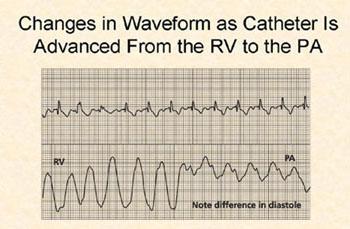 Changes in Waveform as Catheter Is
Advanced From the RV to the PA
RV
PA
Note difference in diastole